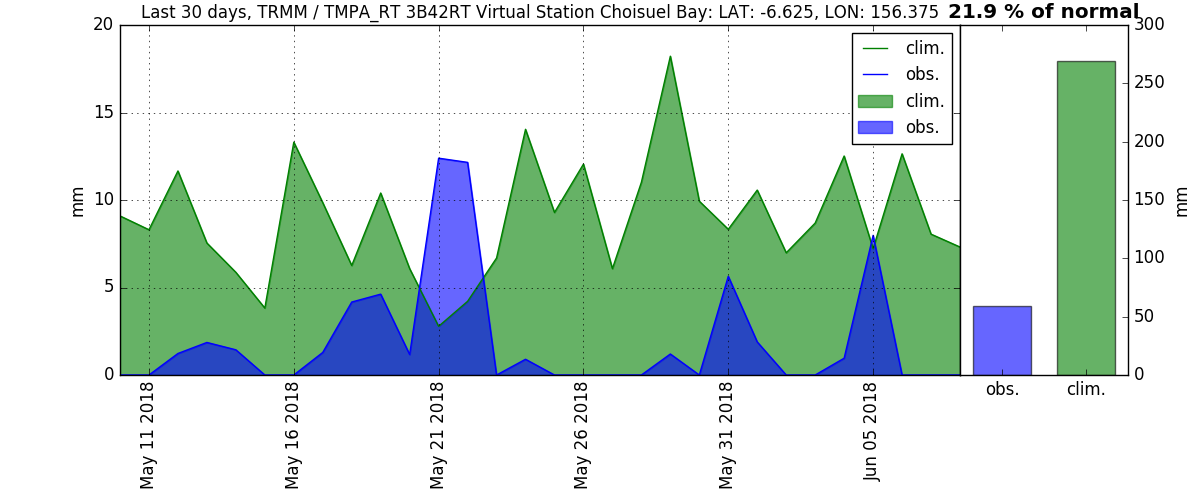 Last 30 days, TRMM / TMPA_RT 3B42RT Virtual Station Choisuel Bay: LAT: -6.625, LON: 156.375
21.9 % of normal
mm
20
15
10
5
0
clim.
obs.
clim.
obs.
May 11 2018
May 16 2018
May 21 2018
May 26 2018
May 31 2018
Jun 05 2018
300
250
200
150
100
50
0
mm
obs.
clim.